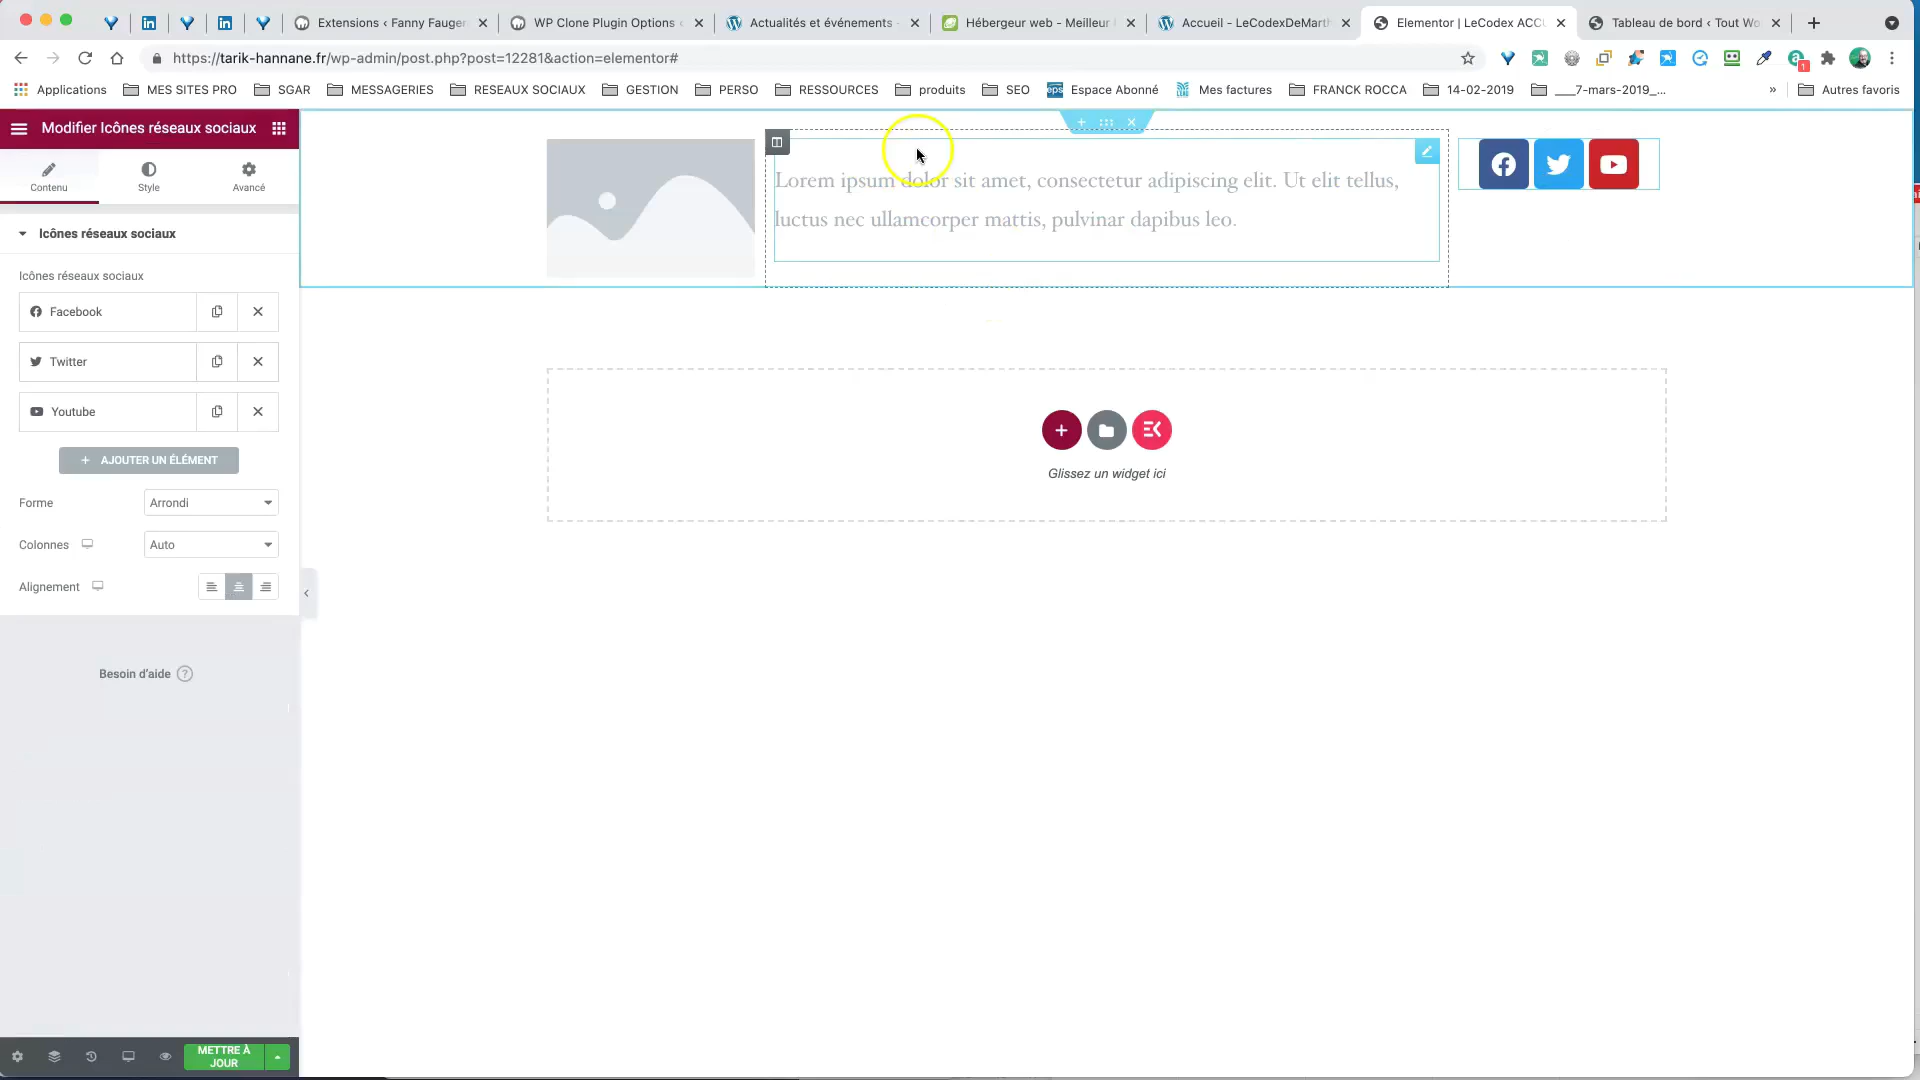 Extensions ‹ Fanny Fauger
WP Clone Plugin Options ‹
Actualités et événements -
Hébergeur web - Meilleur
Accueil - LeCodexDeMarth
Elementor | LeCodex ACCU
Tableau de bord ‹ Tout Wo
https://tarik-hannane.fr/wp-admin/post.php?post=12281&action=elementor#
1
Applications
MES SITES PRO
SGAR
MESSAGERIES
RESEAUX SOCIAUX
GESTION
PERSO
RESSOURCES
produits
SEO
eps
Espace Abonné
Mes factures
FRANCK ROCCA
14-02-2019
____7-mars-2019_...
»
Autres favoris
Modifier Icônes réseaux sociaux
Contenu
Style
Avancé
Icônes réseaux sociaux
Icônes réseaux sociaux
Facebook
Twitter
Youtube
+ AJOUTER UN ÉLÉMENT
Forme
Arrondi
Colonnes
Auto
Alignement
Besoin d'aide ?
METTRE À
JOUR
Lorem ipsum dolor sit amet, consectetur adipiscing elit. Ut elit tellus,
luctus nec ullamcorper mattis, pulvinar dapibus leo.
Glissez un widget ici